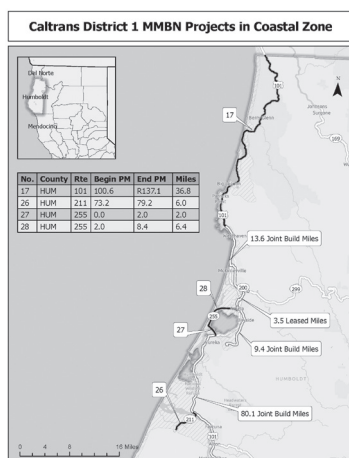 Caltrans District 1 MMBN Projects in Coastal Zone
Del Norte
Humboldt
Mendocino
No. County Rte Begin PM End PM Miles
17 HUM 101 100.6 R137.1 36.8
26 HUM 211 73.2 79.2 6.0
27 HUM 255 0.0 2.0 2.0
28 HUM 255 2.0 8.4 6.4
101
17
101
13.6 Joint Build Miles
200
299
28
255
3.5 Leased Miles
27
9.4 Joint Build Miles
HUMBOLDT
26
80.1 Joint Build Miles
211
101
0 4 8 16 Miles
N